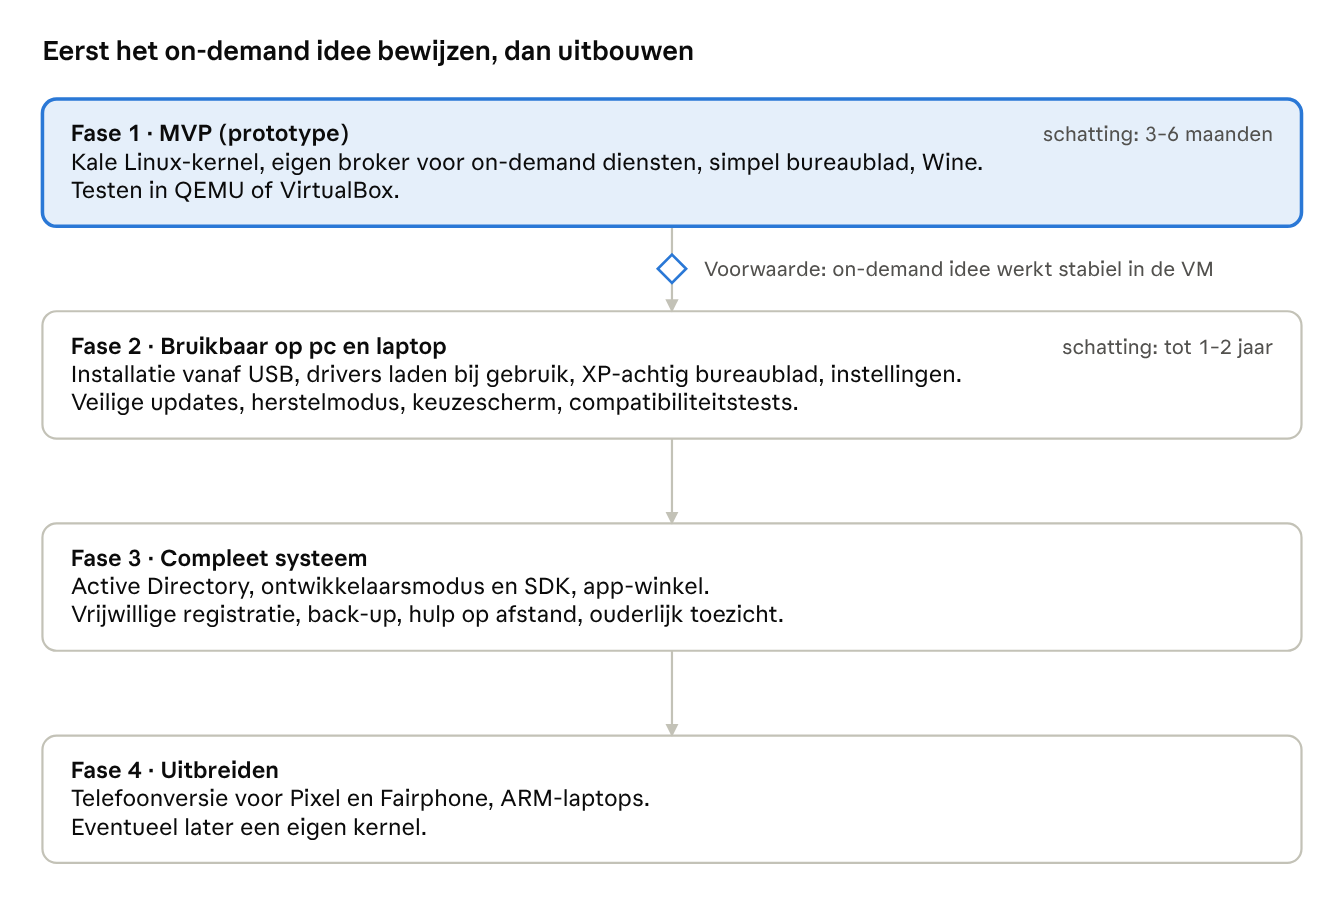 Eerst het on-demand idee bewijzen, dan uitbouwen
Fase 1 · MVP (prototype)
schatting: 3–6 maanden
Kale Linux-kernel, eigen broker voor on-demand diensten, simpel bureaublad, Wine.
Testen in QEMU of VirtualBox.
Voorwaarde: on-demand idee werkt stabiel in de VM
Fase 2 · Bruikbaar op pc en laptop
schatting: tot 1–2 jaar
Installatie vanaf USB, drivers laden bij gebruik, XP-achtig bureaublad, instellingen.
Veilige updates, herstelmodus, keuzescherm, compatibiliteitstests.
Fase 3 · Compleet systeem
Active Directory, ontwikkelaarsmodus en SDK, app-winkel.
Vrijwillige registratie, back-up, hulp op afstand, ouderlijk toezicht.
Fase 4 · Uitbreiden
Telefoonversie voor Pixel en Fairphone, ARM-laptops.
Eventueel later een eigen kernel.